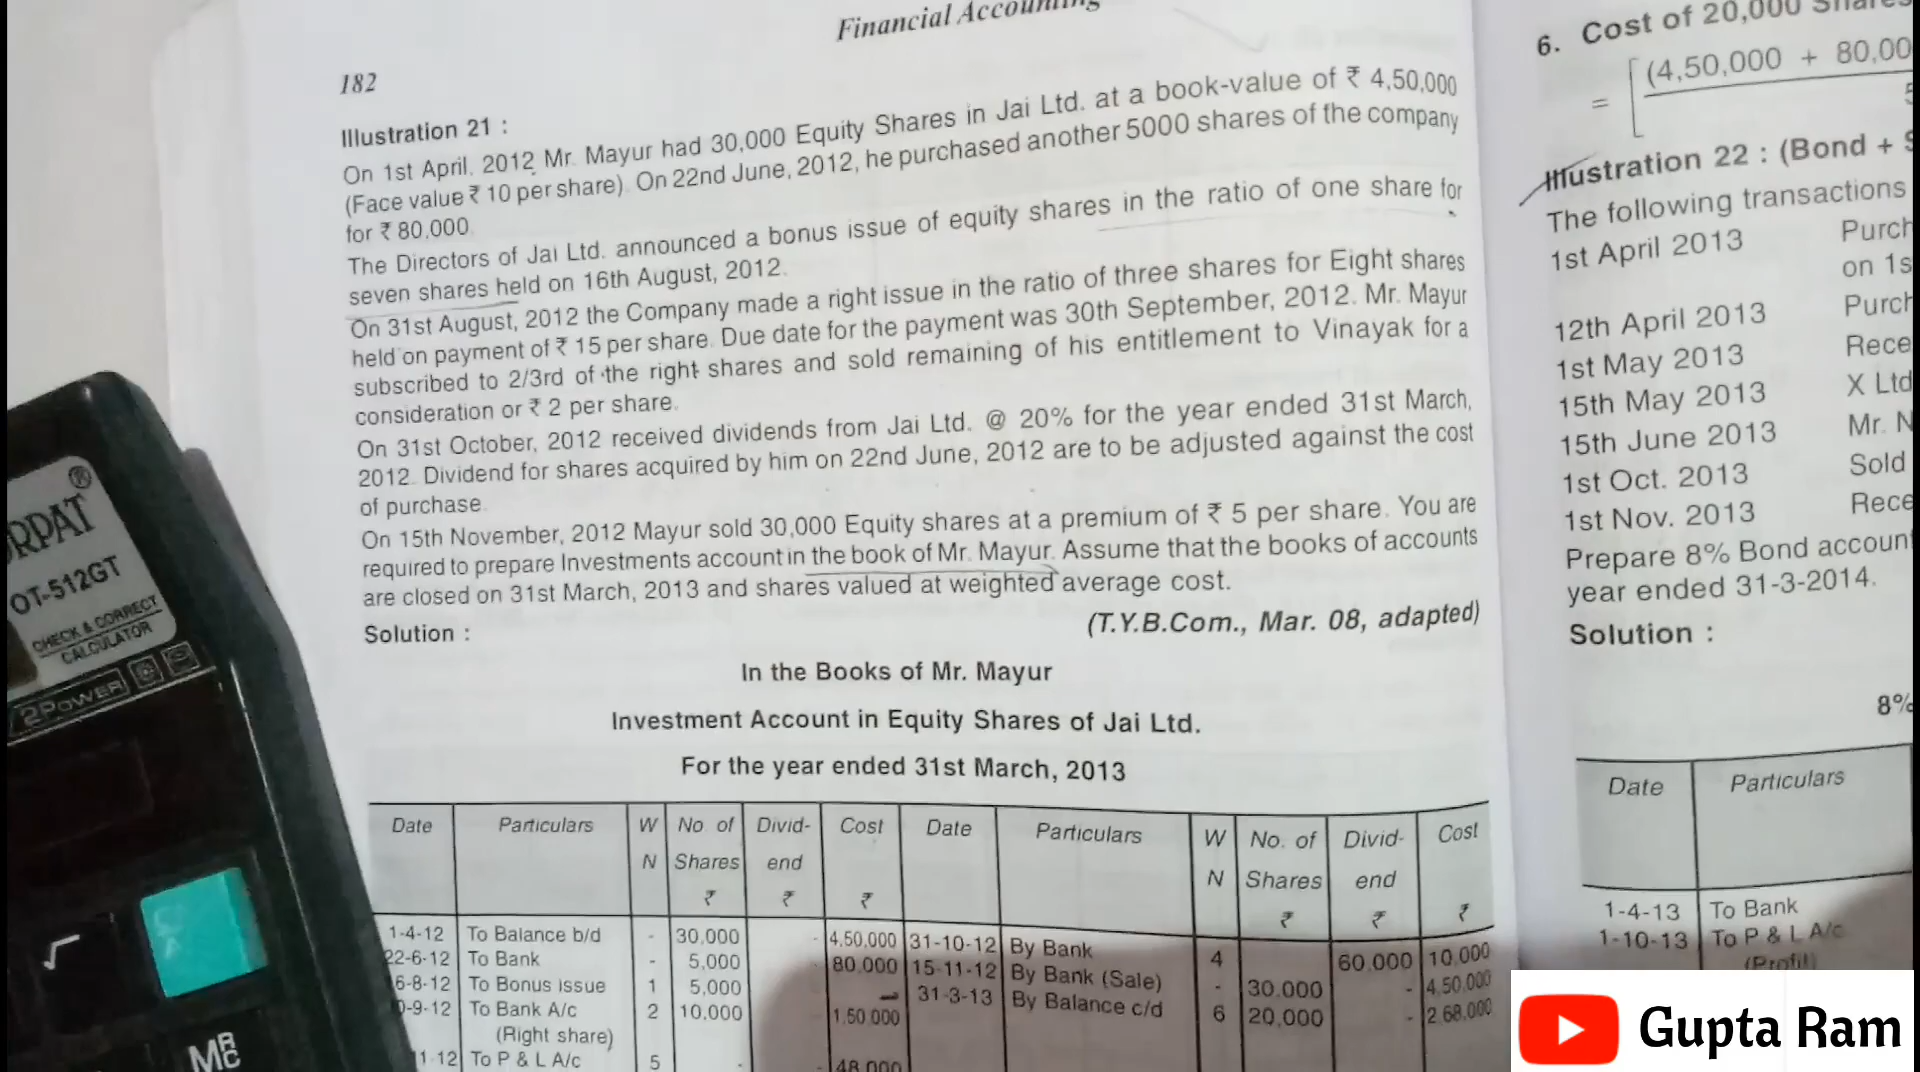 Financial Accounting
182
Illustration 21 :
On 1st April, 2012 Mr. Mayur had 30,000 Equity Shares in Jai Ltd. at a book-value of ₹ 4,50,000
(Face value ₹ 10 per share). On 22nd June, 2012, he purchased another 5000 shares of the company
for ₹ 80,000.
The Directors of Jai Ltd. announced a bonus issue of equity shares in the ratio of one share for
seven shares held on 16th August, 2012.
On 31st August, 2012 the Company made a right issue in the ratio of three shares for Eight shares
held on payment of ₹ 15 per share. Due date for the payment was 30th September, 2012. Mr. Mayur
subscribed to 2/3rd of the right shares and sold remaining of his entitlement to Vinayak for a
consideration or ₹ 2 per share.
On 31st October, 2012 received dividends from Jai Ltd. @ 20% for the year ended 31st March,
2012. Dividend for shares acquired by him on 22nd June, 2012 are to be adjusted against the cost
of purchase.
On 15th November, 2012 Mayur sold 30,000 Equity shares at a premium of ₹ 5 per share. You are
required to prepare Investments account in the book of Mr. Mayur. Assume that the books of accounts
are closed on 31st March, 2013 and shares valued at weighted average cost.
(T.Y.B.Com., Mar. 08, adapted)
Solution :
In the Books of Mr. Mayur
Investment Account in Equity Shares of Jai Ltd.
For the year ended 31st March, 2013
Date Particulars W N No. of Shares ₹ Divid-end ₹ Cost ₹ Date Particulars W N No. of Shares ₹ Divid-end ₹ Cost ₹
1-4-12 To Balance b/d - 30,000 - 4,50,000 31-10-12 By Bank 4 60,000 10,000
22-6-12 To Bank - 5,000 80,000 15-11-12 By Bank (Sale) - 30,000 - 4,50,000
6-8-12 To Bonus issue 1 5,000 - 31-3-13 By Balance c/d 6 20,000 - 2,68,000
0-9-12 To Bank A/c 2 10,000 1,50,000
(Right share)
11-12 To P & L A/c 5 - 48,000
6. Cost of 20,000 Shares
= [(4,50,000 + 80,00
Illustration 22 : (Bond + S
The following transactions
1st April 2013 Purch
on 1s
12th April 2013 Purch
1st May 2013 Rece
15th May 2013 X Ltd
15th June 2013 Mr. N
1st Oct. 2013 Sold
1st Nov. 2013 Rece
Prepare 8% Bond account
year ended 31-3-2014.
Solution :
8%
Date Particulars
1-4-13 To Bank
1-10-13 To P & L A/c
(Profit)
RPAT ®
OT-512GT
CHECK & CORRECT
CALCULATOR
2POWER
√
CA
MRC
Gupta Ram